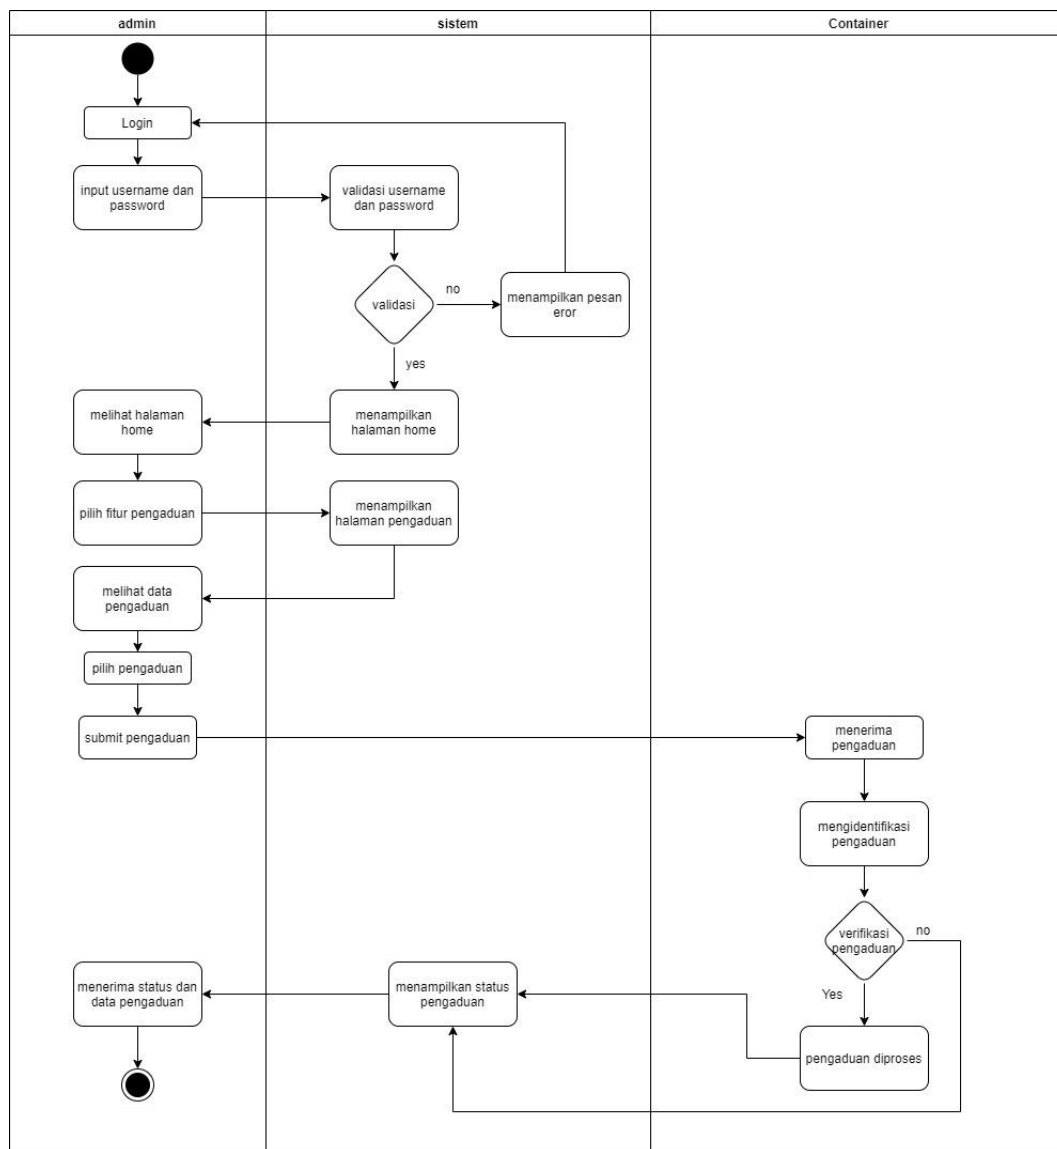 admin
sistem
Container
Login
input username dan
password
validasi username
dan password
validasi
no
menampilkan pesan
eror
yes
melihat halaman
home
menampilkan
halaman home
pilih fitur pengaduan
menampilkan
halaman pengaduan
melihat data
pengaduan
pilih pengaduan
submit pengaduan
menerima
pengaduan
mengidentifikasi
pengaduan
verifikasi
pengaduan
no
Yes
menerima status dan
data pengaduan
menampilkan status
pengaduan
pengaduan diproses